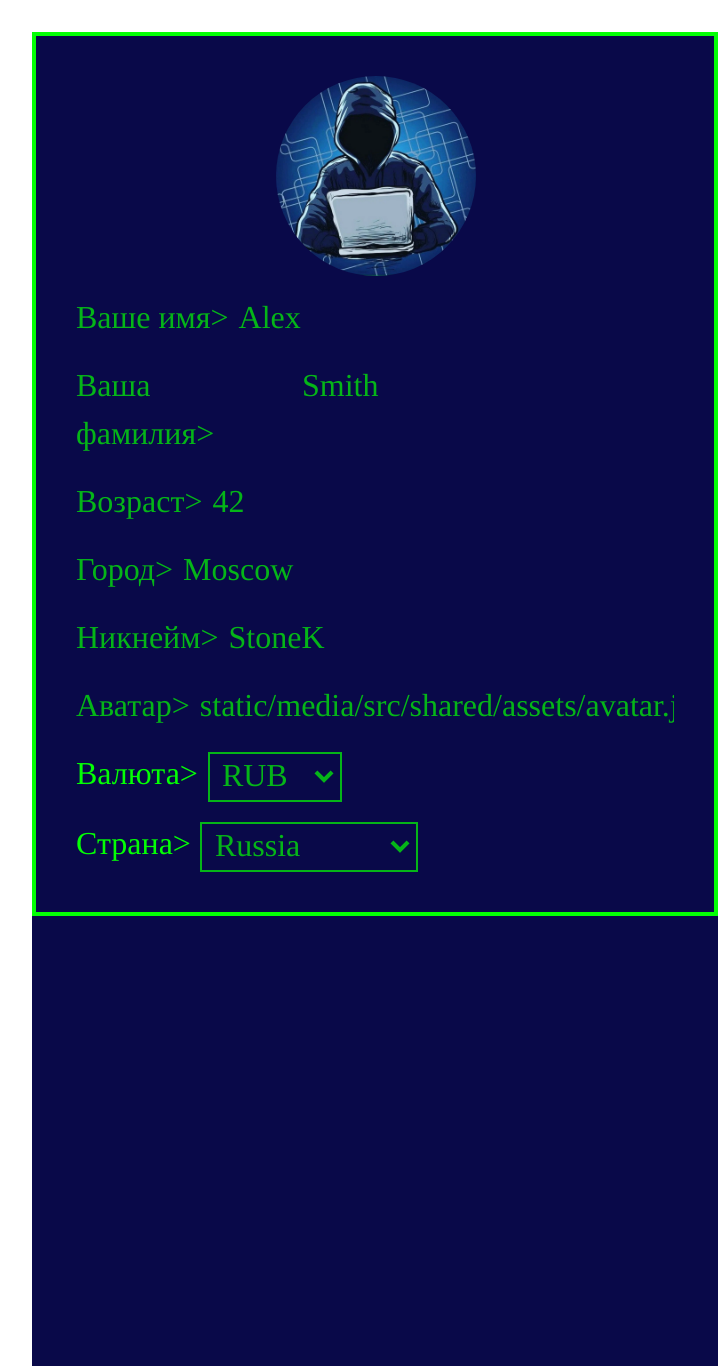 Ваше имя> Alex
Ваша Smith
фамилия>
Возраст> 42
Город> Moscow
Никнейм> StoneK
Аватар> static/media/src/shared/assets/avatar.j
Валюта> RUB
Страна> Russia